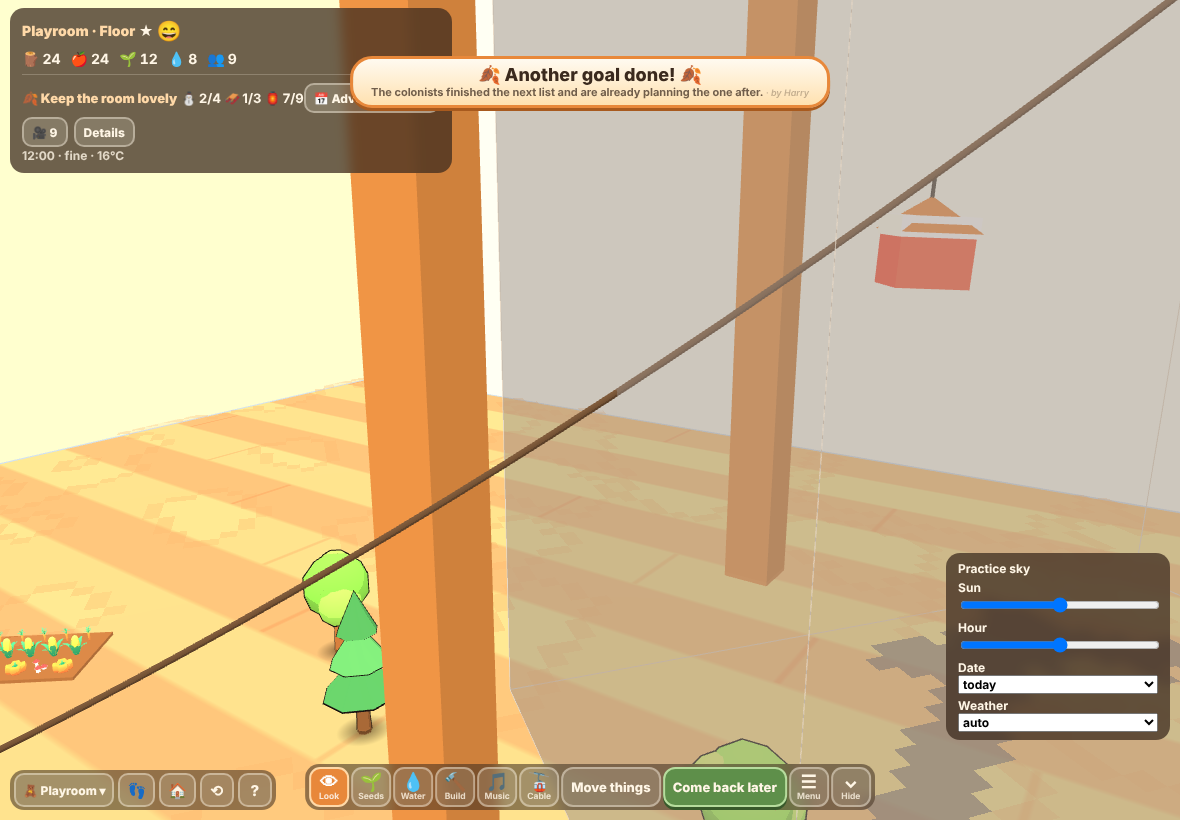 Playroom · Floor ★
24 24 12 8 9
Another goal done!
The colonists finished the next list and are already planning the one after. · by Harry
Keep the room lovely 2/4 1/3 7/9
9 Details
12:00 · fine · 16°C
Practice sky
Sun
Hour
Date
today
Weather
auto
Playroom ▾
?
Look
Seeds
Water
Build
Music
Cable
Move things
Come back later
Menu
Hide